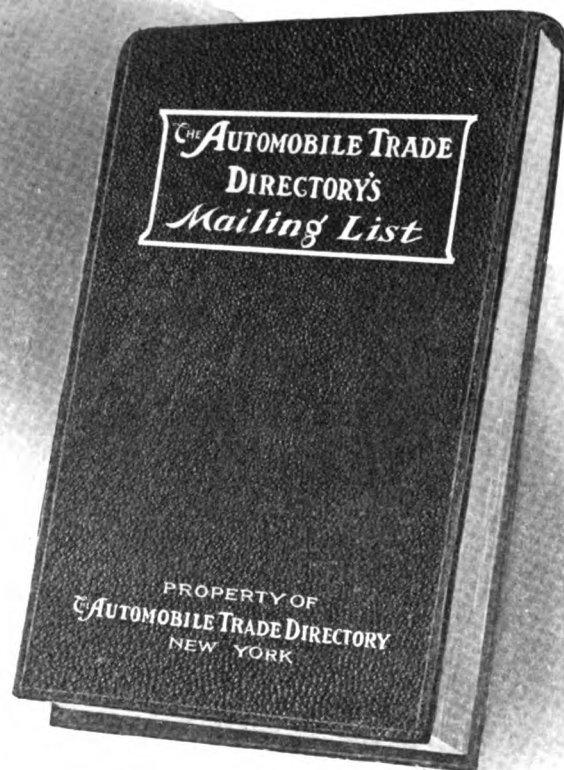 THE AUTOMOBILE TRADE
DIRECTORY'S
Mailing List
PROPERTY OF
THE AUTOMOBILE TRADE DIRECTORY
NEW YORK